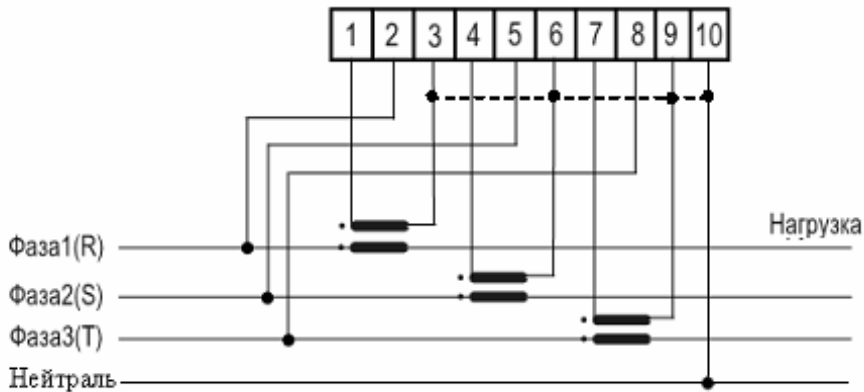 1 2 3 4 5 6 7 8 9 10
Нагрузка
Фаза1(R)
Фаза2(S)
Фаза3(T)
Нейтраль